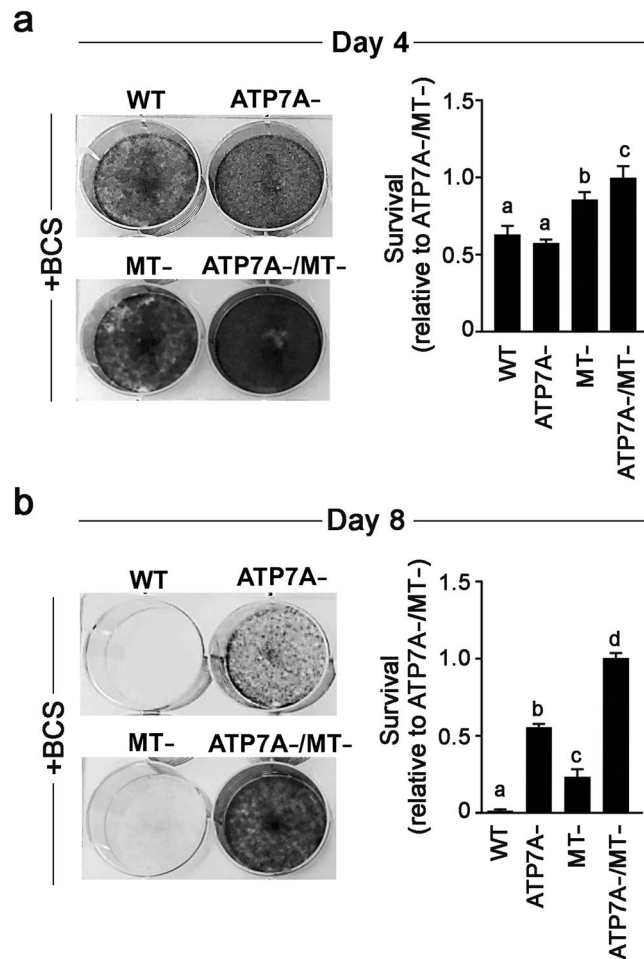 a
Day 4
WT ATP7A-
MT- ATP7A-/MT-
+BCS
Survival
(relative to ATP7A-/MT-)
1.5
1.0
0.5
0
a
a
b
c
WT
ATP7A-
MT-
ATP7A-/MT-
b
Day 8
WT ATP7A-
MT- ATP7A-/MT-
+BCS
Survival
(relative to ATP7A-/MT-)
1.5
1.0
0.5
0
a
b
c
d
WT
ATP7A-
MT-
ATP7A-/MT-